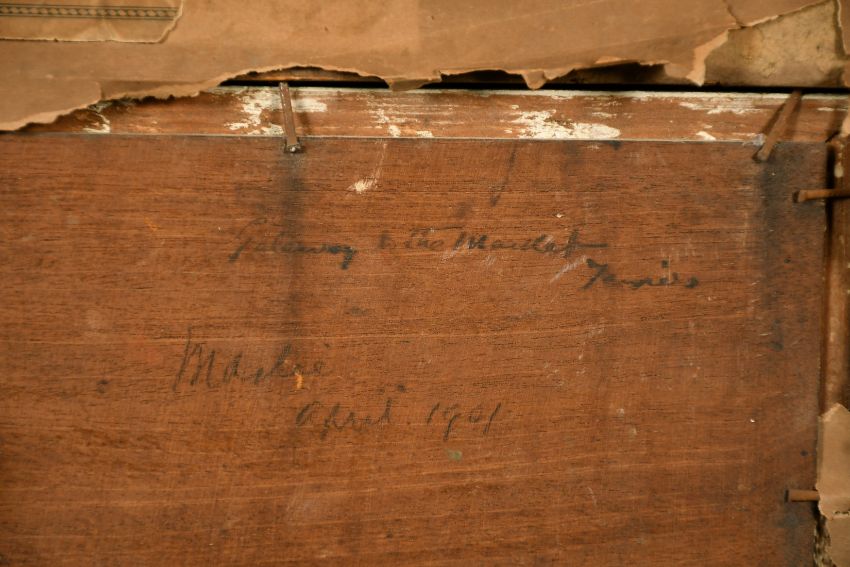 Gateway to the Market
Tangiers
April. 1901